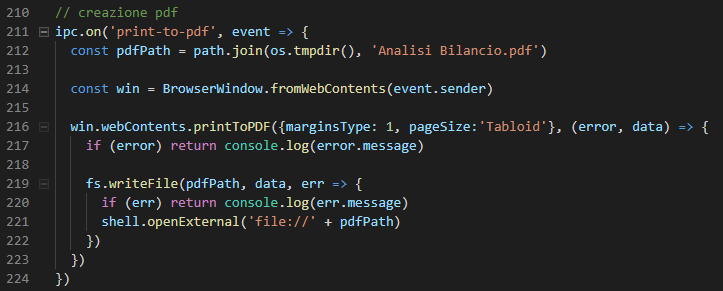 210 // creazione pdf
211 ipc.on('print-to-pdf', event => {
212 const pdfPath = path.join(os.tmpdir(), 'Analisi Bilancio.pdf')
213
214 const win = BrowserWindow.fromWebContents(event.sender)
215
216 win.webContents.printToPDF({marginsType: 1, pageSize:'Tabloid'}, (error, data) => {
217 if (error) return console.log(error.message)
218
219 fs.writeFile(pdfPath, data, err => {
220 if (err) return console.log(err.message)
221 shell.openExternal('file://' + pdfPath)
222 })
223 })
224 })